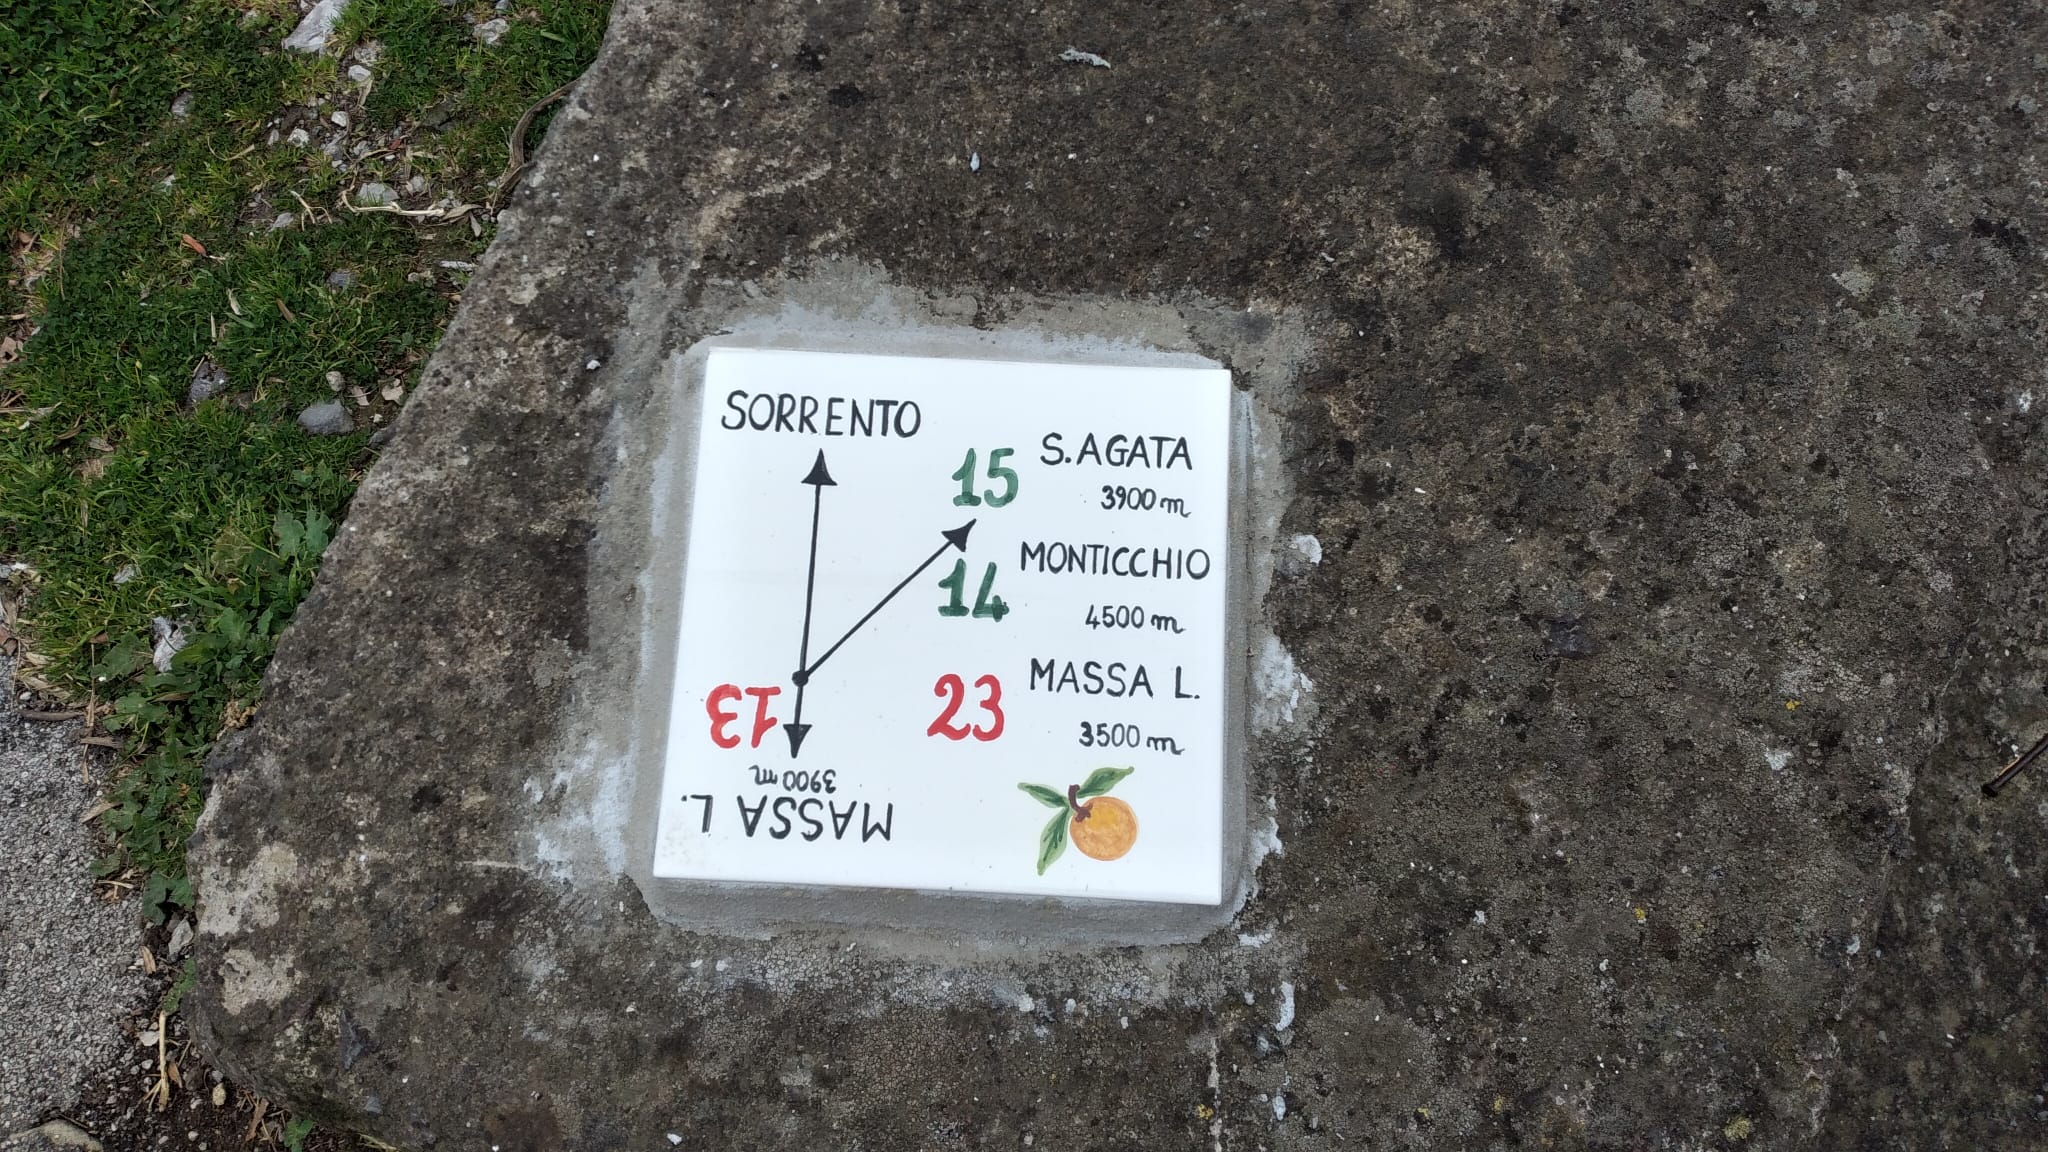 SORRENTO
15 S.AGATA
3900 m
14 MONTICCHIO
4500 m
23 MASSA L.
3500 m
13
3900 m
MASSA L.